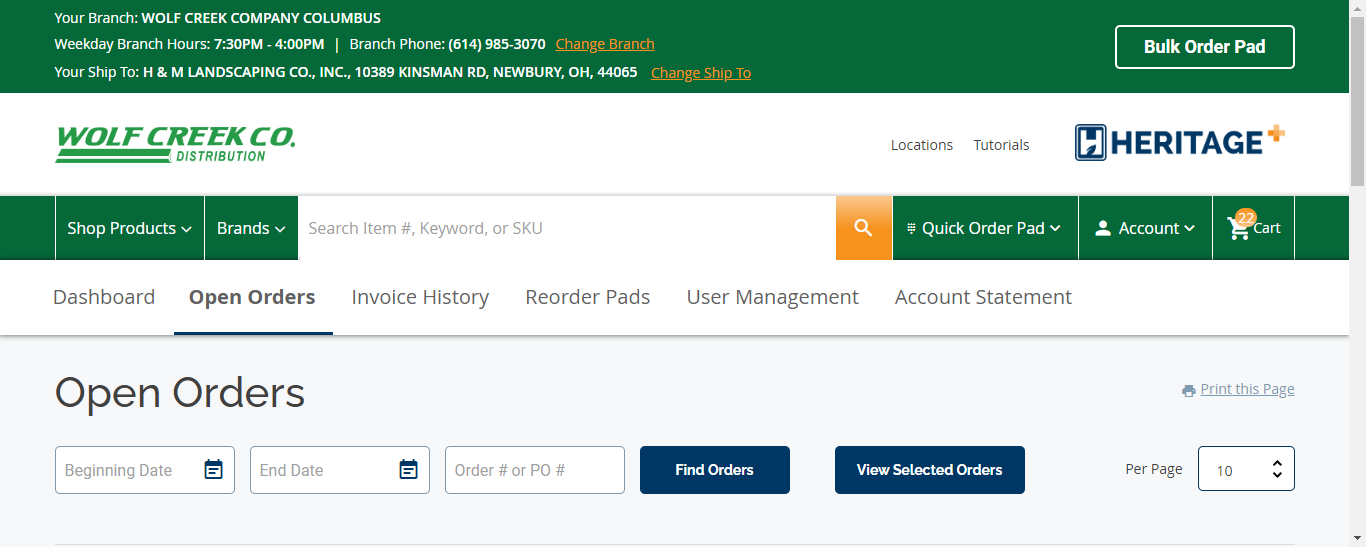 Your Branch: WOLF CREEK COMPANY COLUMBUS
Weekday Branch Hours: 7:30PM - 4:00PM | Branch Phone: (614) 985-3070 Change Branch
Your Ship To: H & M LANDSCAPING CO., INC., 10389 KINSMAN RD, NEWBURY, OH, 44065 Change Ship To
Bulk Order Pad
WOLF CREEK CO.
DISTRIBUTION
Locations Tutorials
HERITAGE+
Shop Products Brands Search Item #, Keyword, or SKU Quick Order Pad Account 22 Cart
Dashboard Open Orders Invoice History Reorder Pads User Management Account Statement
Open Orders
Print this Page
Beginning Date End Date Order # or PO # Find Orders View Selected Orders Per Page 10